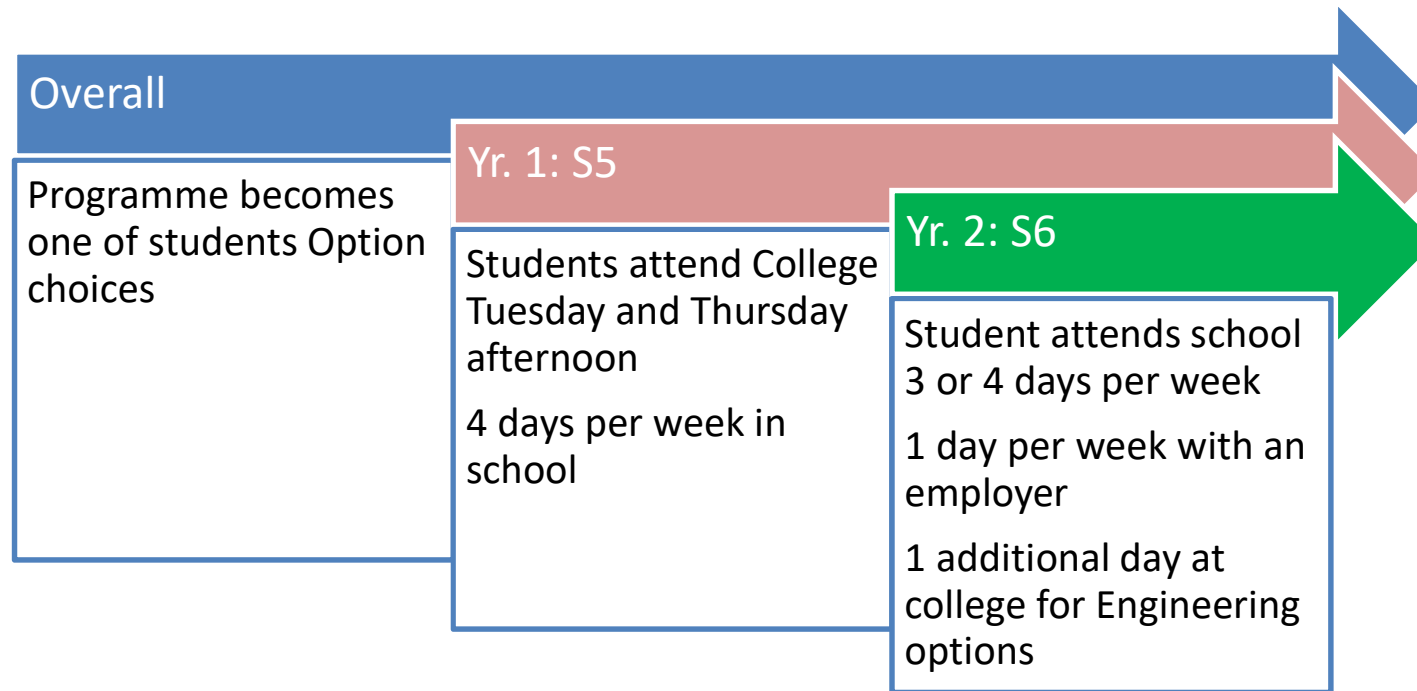 Overall
Programme becomes
one of students Option
choices
Yr. 1: S5
Students attend College
Tuesday and Thursday
afternoon
4 days per week in
school
Yr. 2: S6
Student attends school
3 or 4 days per week
1 day per week with an
employer
1 additional day at
college for Engineering
options